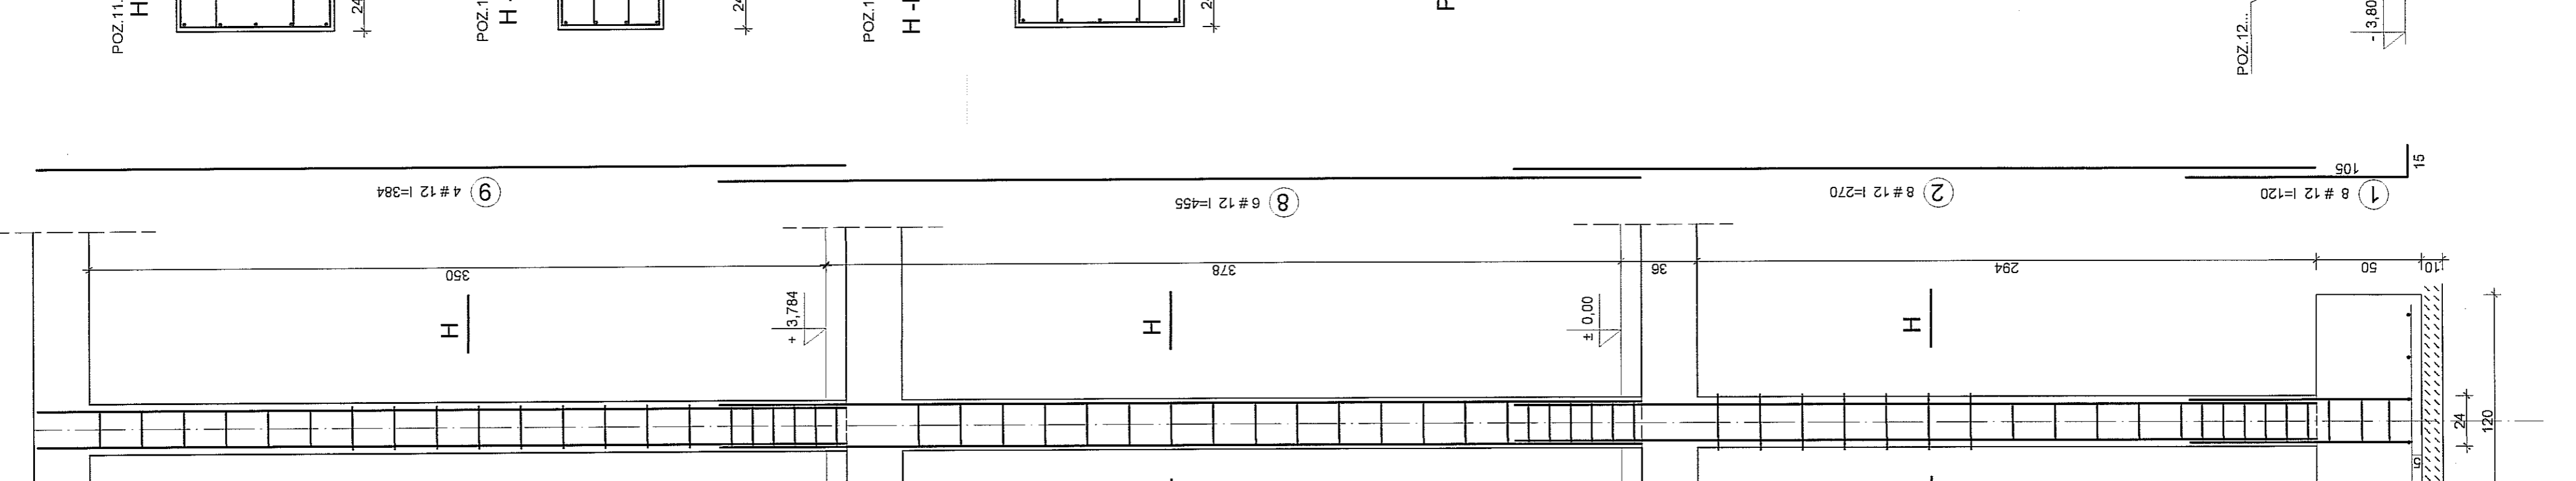 POZ.11.
H
24
POZ.1
H -
24
POZ.1
H -
2
POZ.12...
- 3,80
9 4 # 12 l=384
8 6 # 12 l=455
2 8 # 12 l=270
105
15
1 8 # 12 l=120
350
378
36
294
50
10
H
+ 3,784
H
± 0,00
H
24
120
5